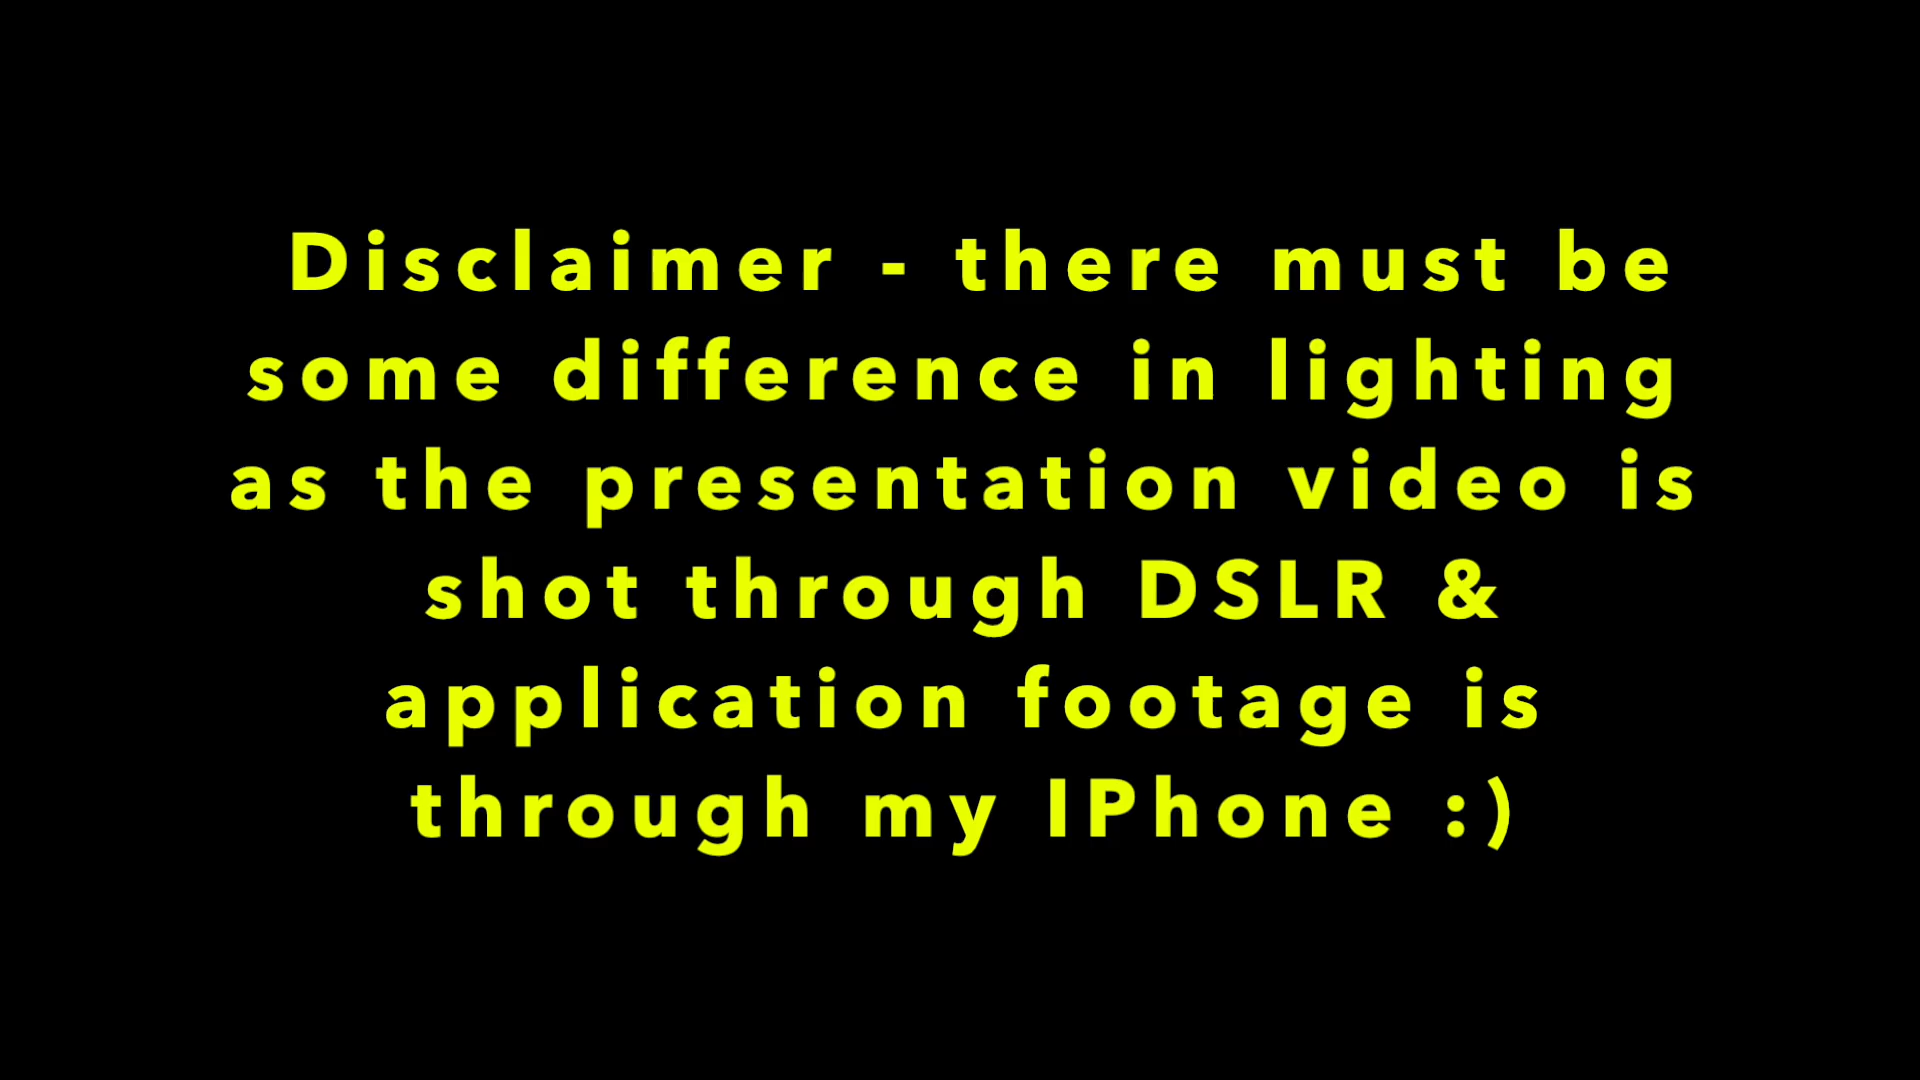 Disclaimer - there must be
some difference in lighting
as the presentation video is
shot through DSLR &
application footage is
through my IPhone :)